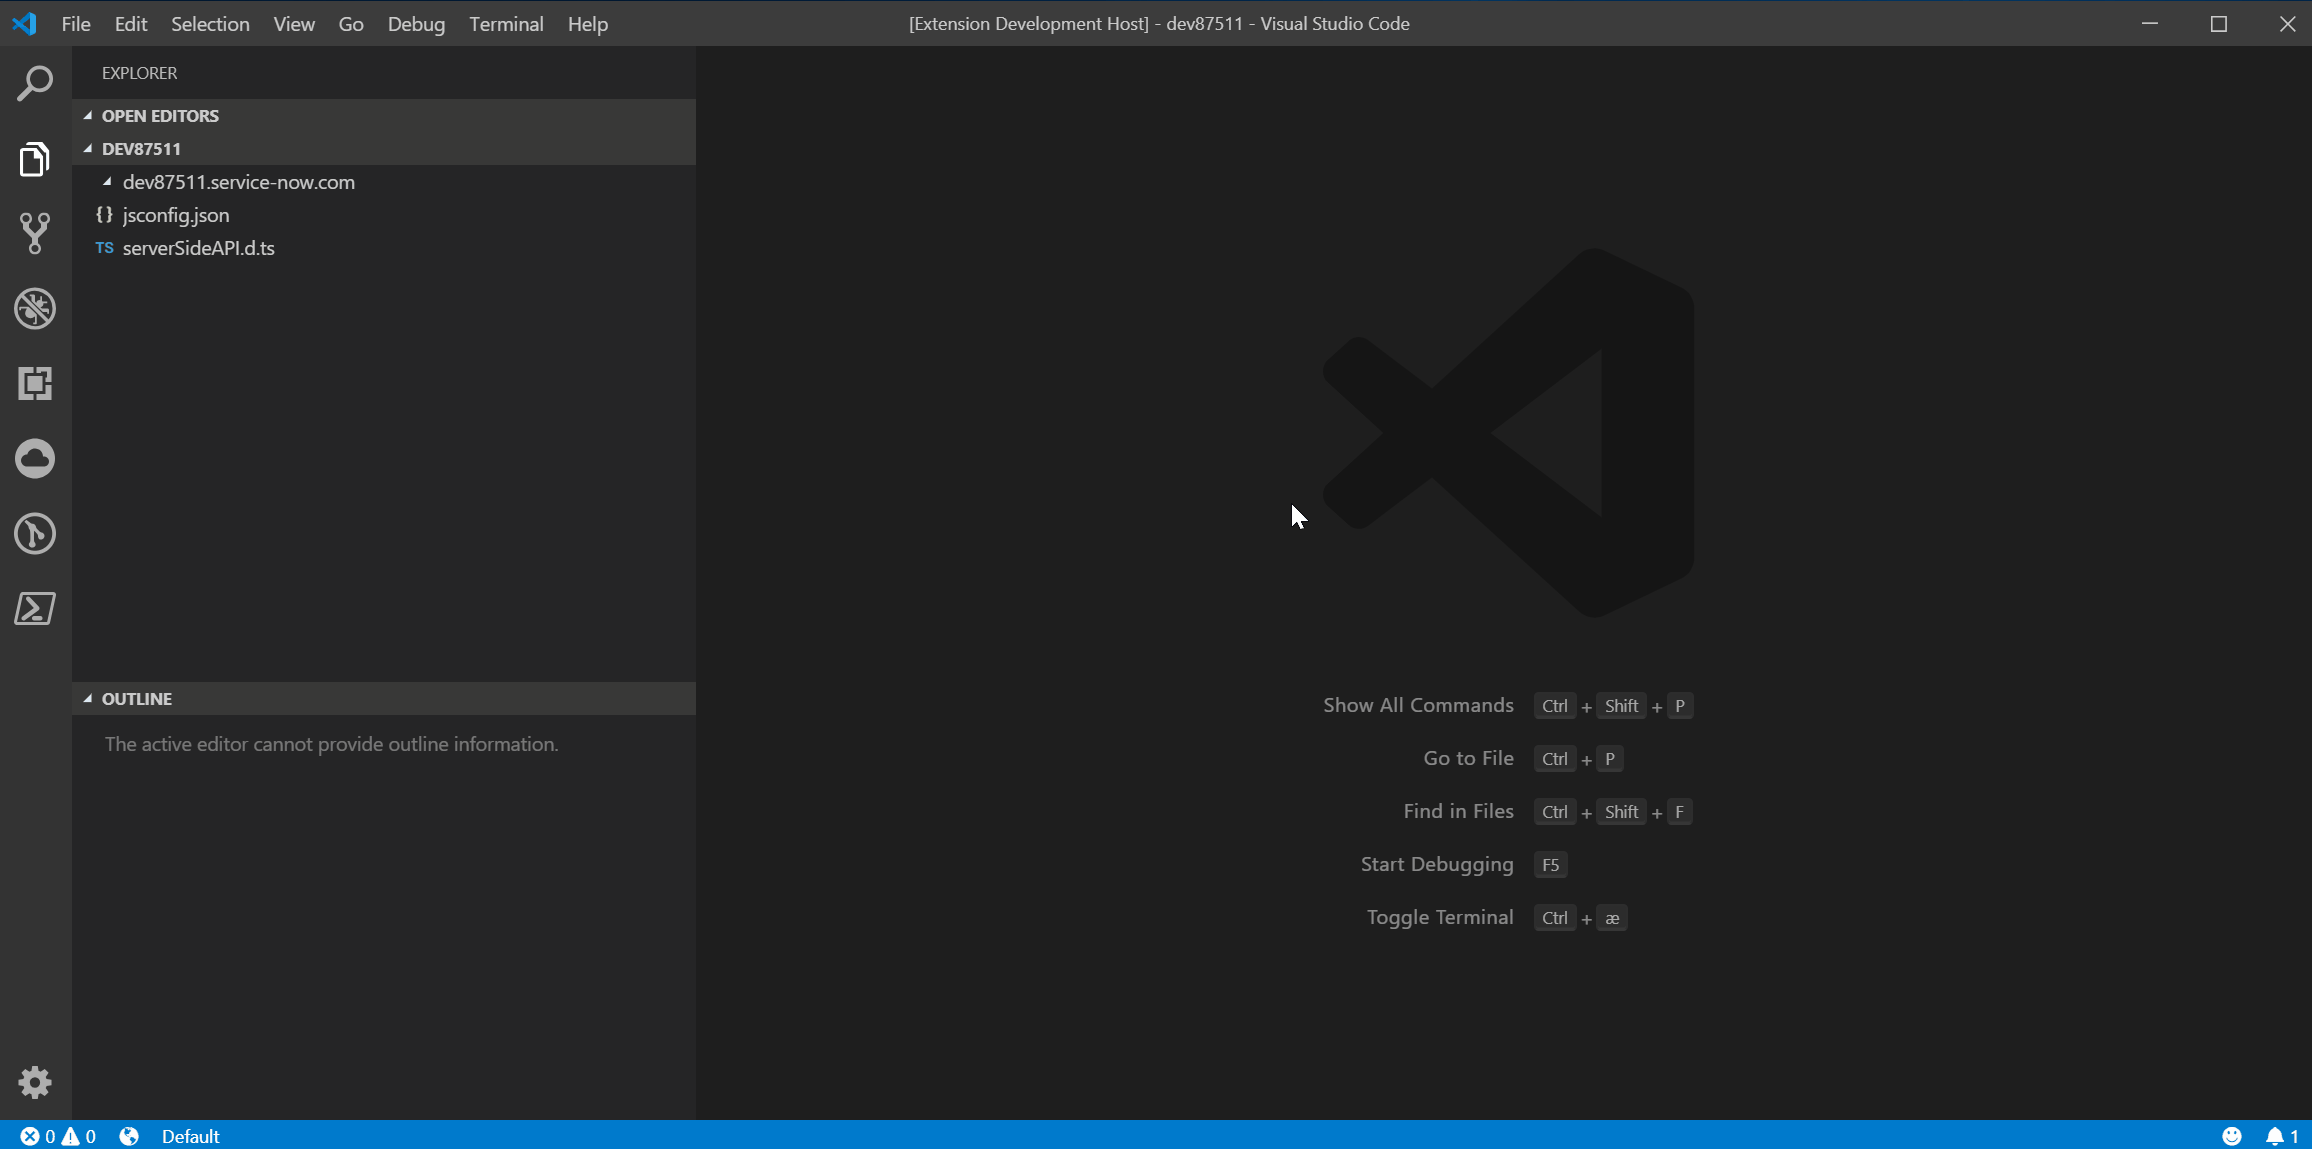 File Edit Selection View Go Debug Terminal Help
[Extension Development Host] - dev87511 - Visual Studio Code
EXPLORER
OPEN EDITORS
DEV87511
dev87511.service-now.com
{} jsconfig.json
TS serverSideAPI.d.ts
OUTLINE
The active editor cannot provide outline information.
Show All Commands Ctrl + Shift + P
Go to File Ctrl + P
Find in Files Ctrl + Shift + F
Start Debugging F5
Toggle Terminal Ctrl + æ
0 0 Default 1